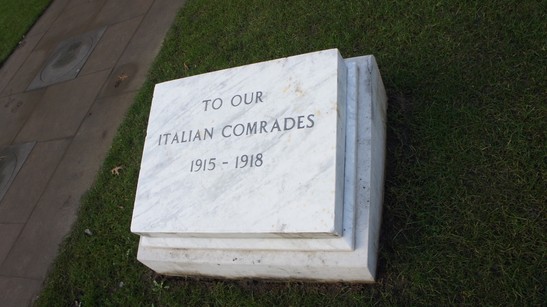 TO OUR
ITALIAN COMRADES
1915 - 1918